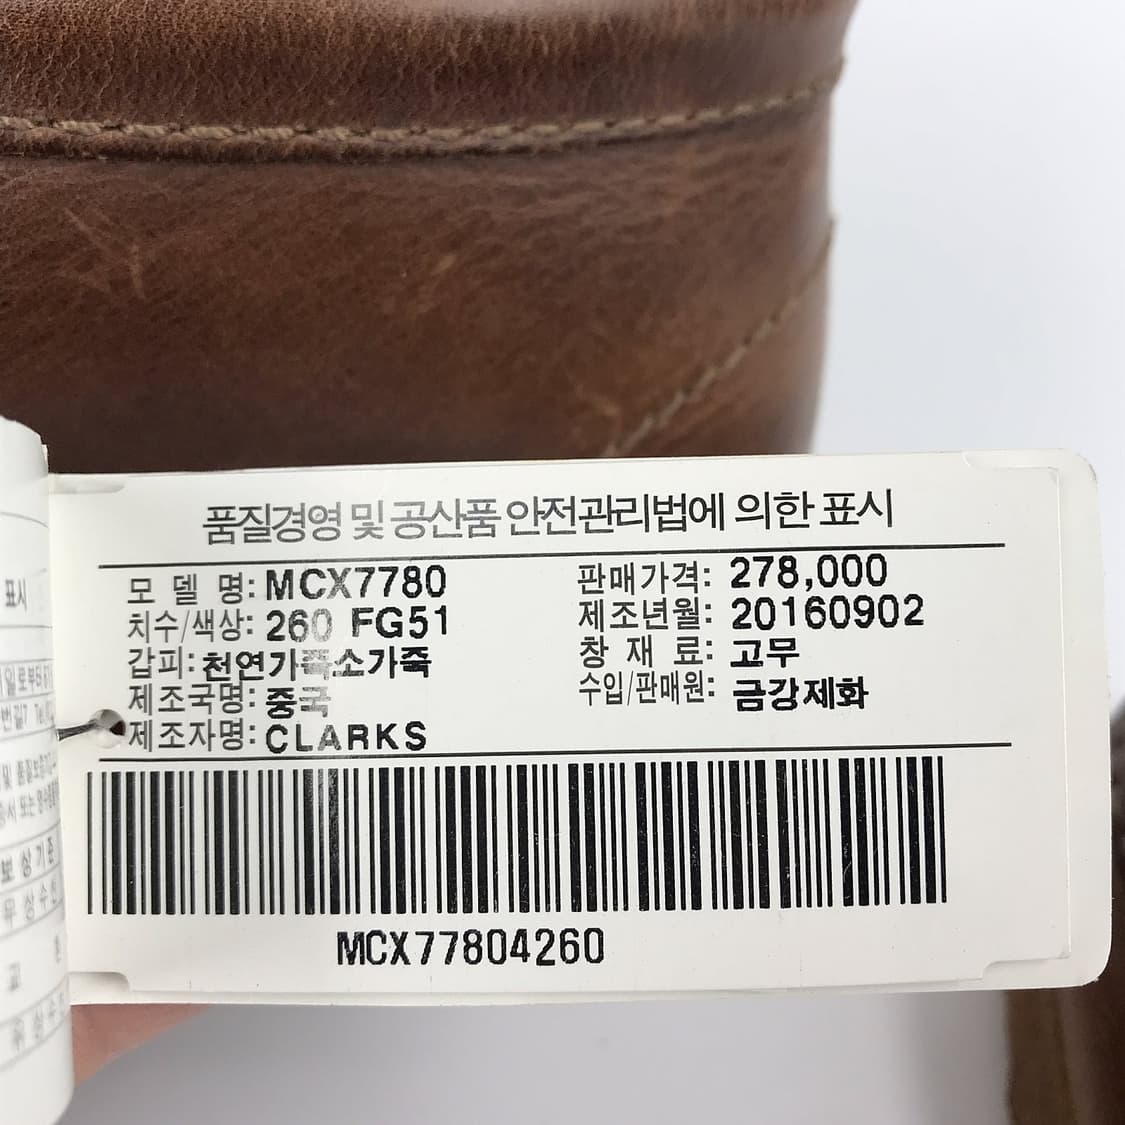 품질경영 및 공산품 안전관리법에 의한 표시
모 델 명: MCX7780 판매가격: 278,000
치수/색상: 260 FG51 제조년월: 20160902
갑피: 천연가죽소가죽 창 재 료: 고무
제조국명: 중국 수입/판매원: 금강제화
제조자명: CLARKS
MCX77804260
표시